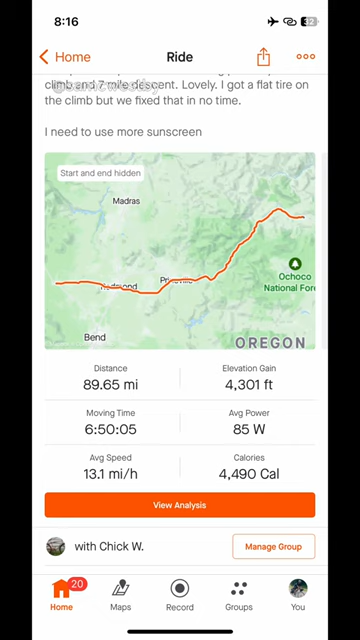 8:16
32
Home
Ride
climb and 7 mile descent. Lovely. I got a flat tire on
the climb but we fixed that in no time.
I need to use more sunscreen
Start and end hidden
Madras
Redmond
Prineville
Ochoco
National Fore
Bend
OREGON
Distance
Elevation Gain
89.65 mi
4,301 ft
Moving Time
Avg Power
6:50:05
85 W
Avg Speed
Calories
13.1 mi/h
4,490 Cal
View Analysis
with Chick W.
Manage Group
20
Home
Maps
Record
Groups
You